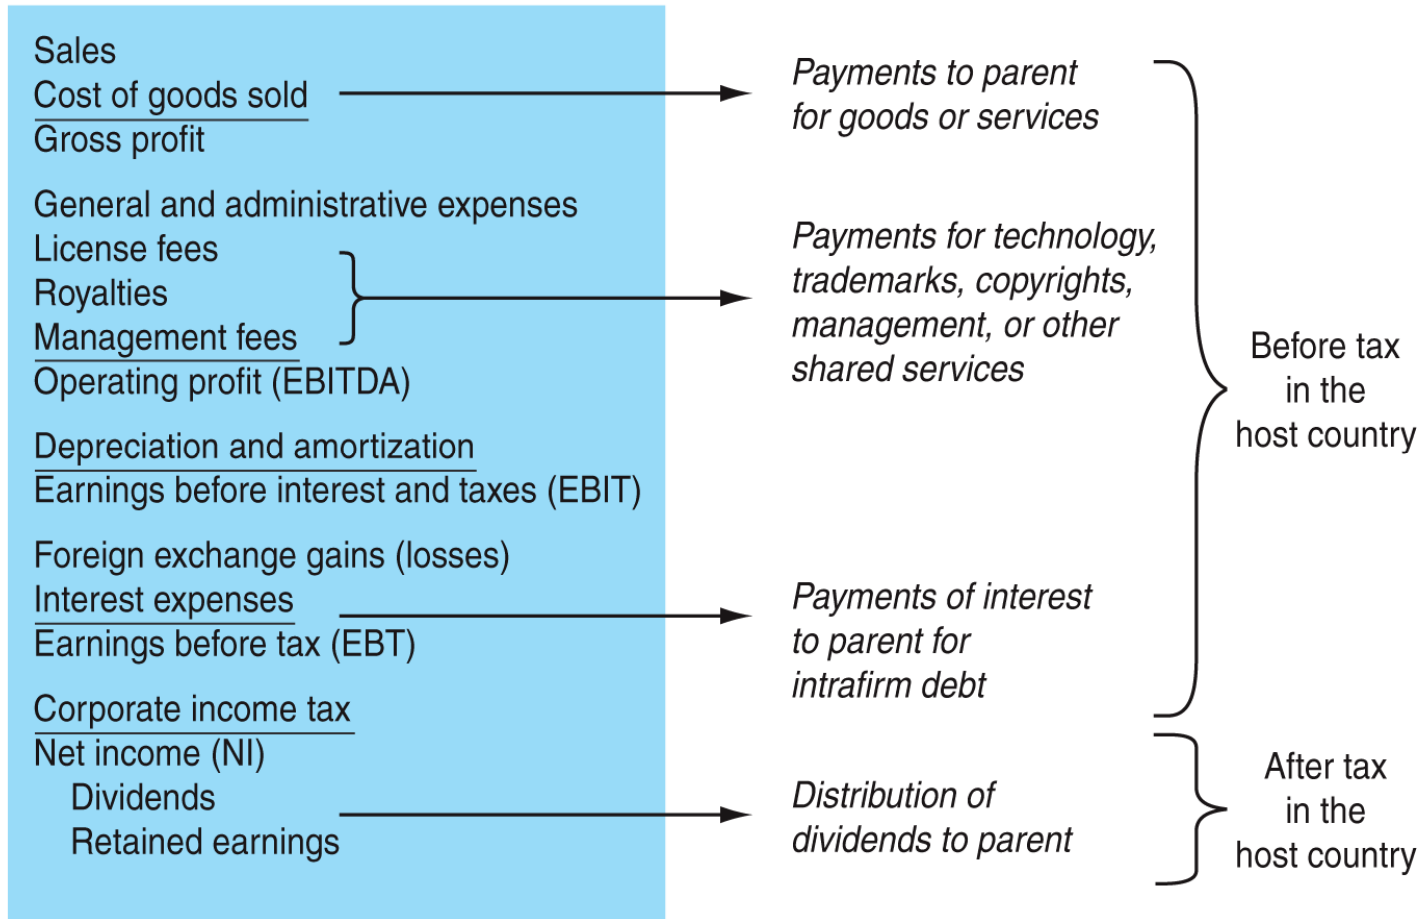 Sales
Cost of goods sold
Gross profit
General and administrative expenses
License fees
Royalties
Management fees
Operating profit (EBITDA)
Depreciation and amortization
Earnings before interest and taxes (EBIT)
Foreign exchange gains (losses)
Interest expenses
Earnings before tax (EBT)
Corporate income tax
Net income (NI)
Dividends
Retained earnings
Payments to parent
for goods or services
Payments for technology,
trademarks, copyrights,
management, or other
shared services
Payments of interest
to parent for
intrafirm debt
Distribution of
dividends to parent
Before tax
in the
host country
After tax
in the
host country